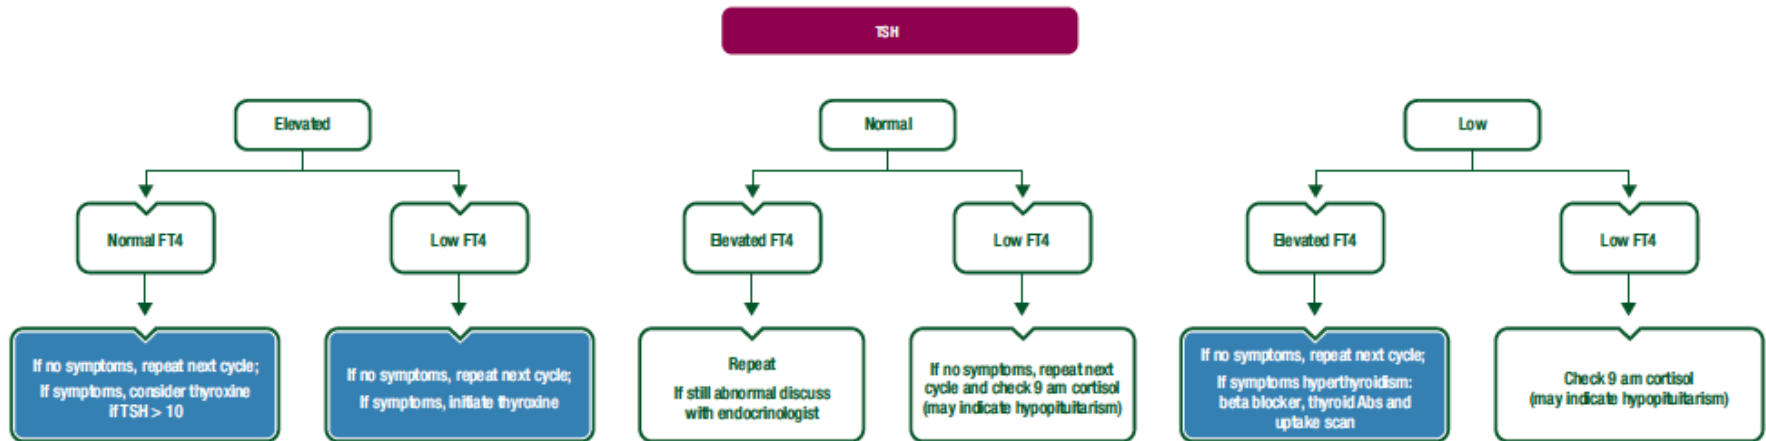 TSH
Elevated
Normal
Low
Normal FT4
Low FT4
Elevated FT4
Low FT4
Elevated FT4
Low FT4
If no symptoms, repeat next cycle;
If symptoms, consider thyroxine
if TSH > 10
If no symptoms, repeat next cycle;
If symptoms, initiate thyroxine
Repeat
If still abnormal discuss
with endocrinologist
If no symptoms, repeat next
cycle and check 9 am cortisol
(may indicate hypopituitarism)
If no symptoms, repeat next cycle;
If symptoms hyperthyroidism:
beta blocker, thyroid Abs and
uptake scan
Check 9 am cortisol
(may indicate hypopituitarism)